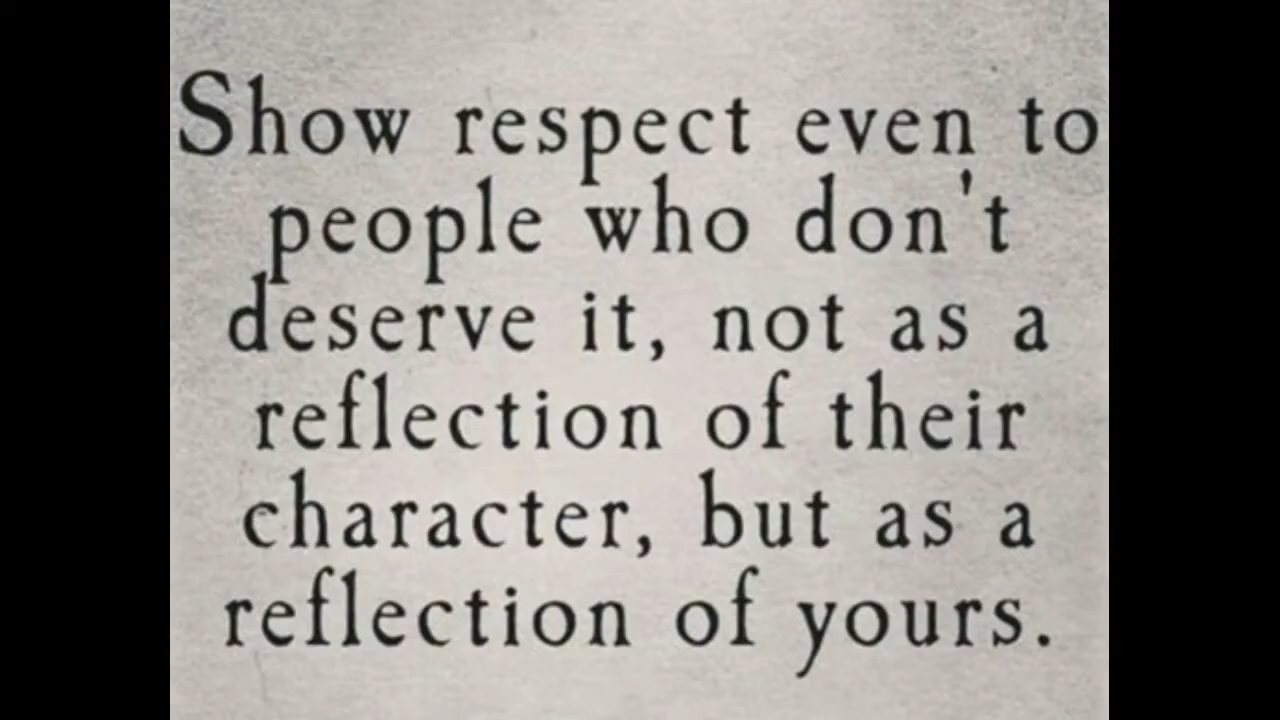 Show respect even to
people who don't
deserve it, not as a
reflection of their
character, but as a
reflection of yours.